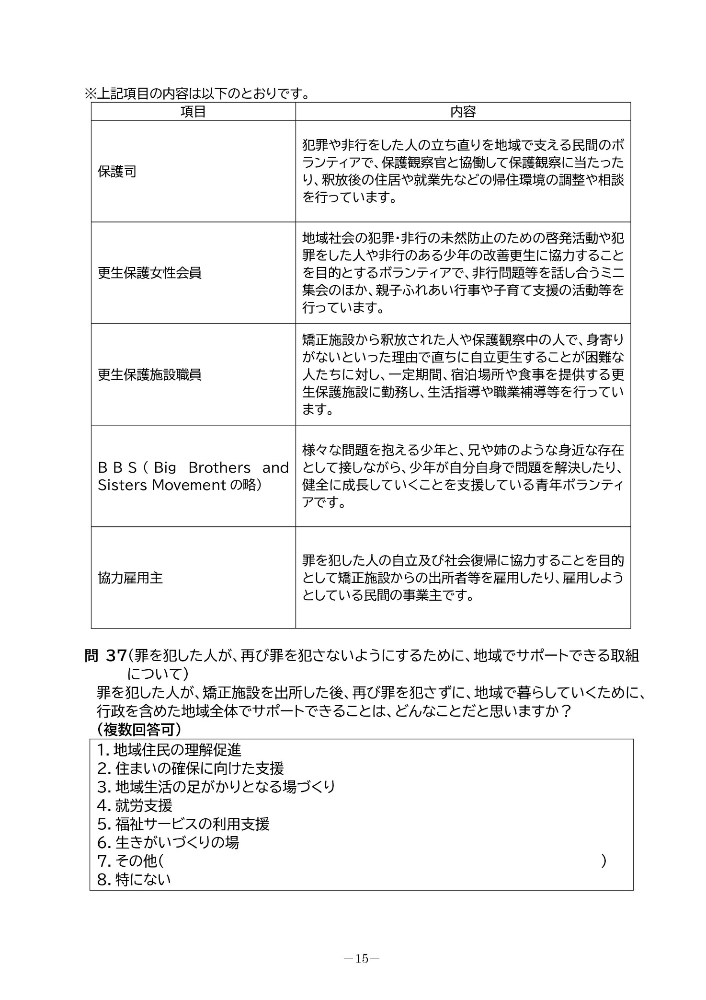 ※上記項目の内容は以下のとおりです。
項目
内容
保護司
犯罪や非行をした人の立ち直りを地域で支える民間のボ
ランティアで、保護観察官と協働して保護観察に当たった
り、釈放後の住居や就業先などの帰住環境の調整や相談
を行っています。
更生保護女性会員
地域社会の犯罪・非行の未然防止のための啓発活動や犯
罪をした人や非行のある少年の改善更生に協力すること
を目的とするボランティアで、非行問題等を話し合うミニ
集会のほか、親子ふれあい行事や子育て支援の活動等を
行っています。
更生保護施設職員
矯正施設から釈放された人や保護観察中の人で、身寄り
がないといった理由で直ちに自立更生することが困難な
人たちに対し、一定期間、宿泊場所や食事を提供する更
生保護施設に勤務し、生活指導や職業補導等を行ってい
ます。
ＢＢＳ（Big Brothers and
Sisters Movement の略）
様々な問題を抱える少年と、兄や姉のような身近な存在
として接しながら、少年が自分自身で問題を解決したり、
健全に成長していくことを支援している青年ボランティ
アです。
協力雇用主
罪を犯した人の自立及び社会復帰に協力することを目的
として矯正施設からの出所者等を雇用したり、雇用しよう
としている民間の事業主です。
問 37(罪を犯した人が、再び罪を犯さないようにするために、地域でサポートできる取組
について）
罪を犯した人が、矯正施設を出所した後、再び罪を犯さずに、地域で暮らしていくために、
行政を含めた地域全体でサポートできることは、どんなことだと思いますか？
（複数回答可）
1. 地域住民の理解促進
2. 住まいの確保に向けた支援
3. 地域生活の足がかりとなる場づくり
4. 就労支援
5. 福祉サービスの利用支援
6. 生きがいづくりの場
7. その他( ）
8. 特にない
－15－